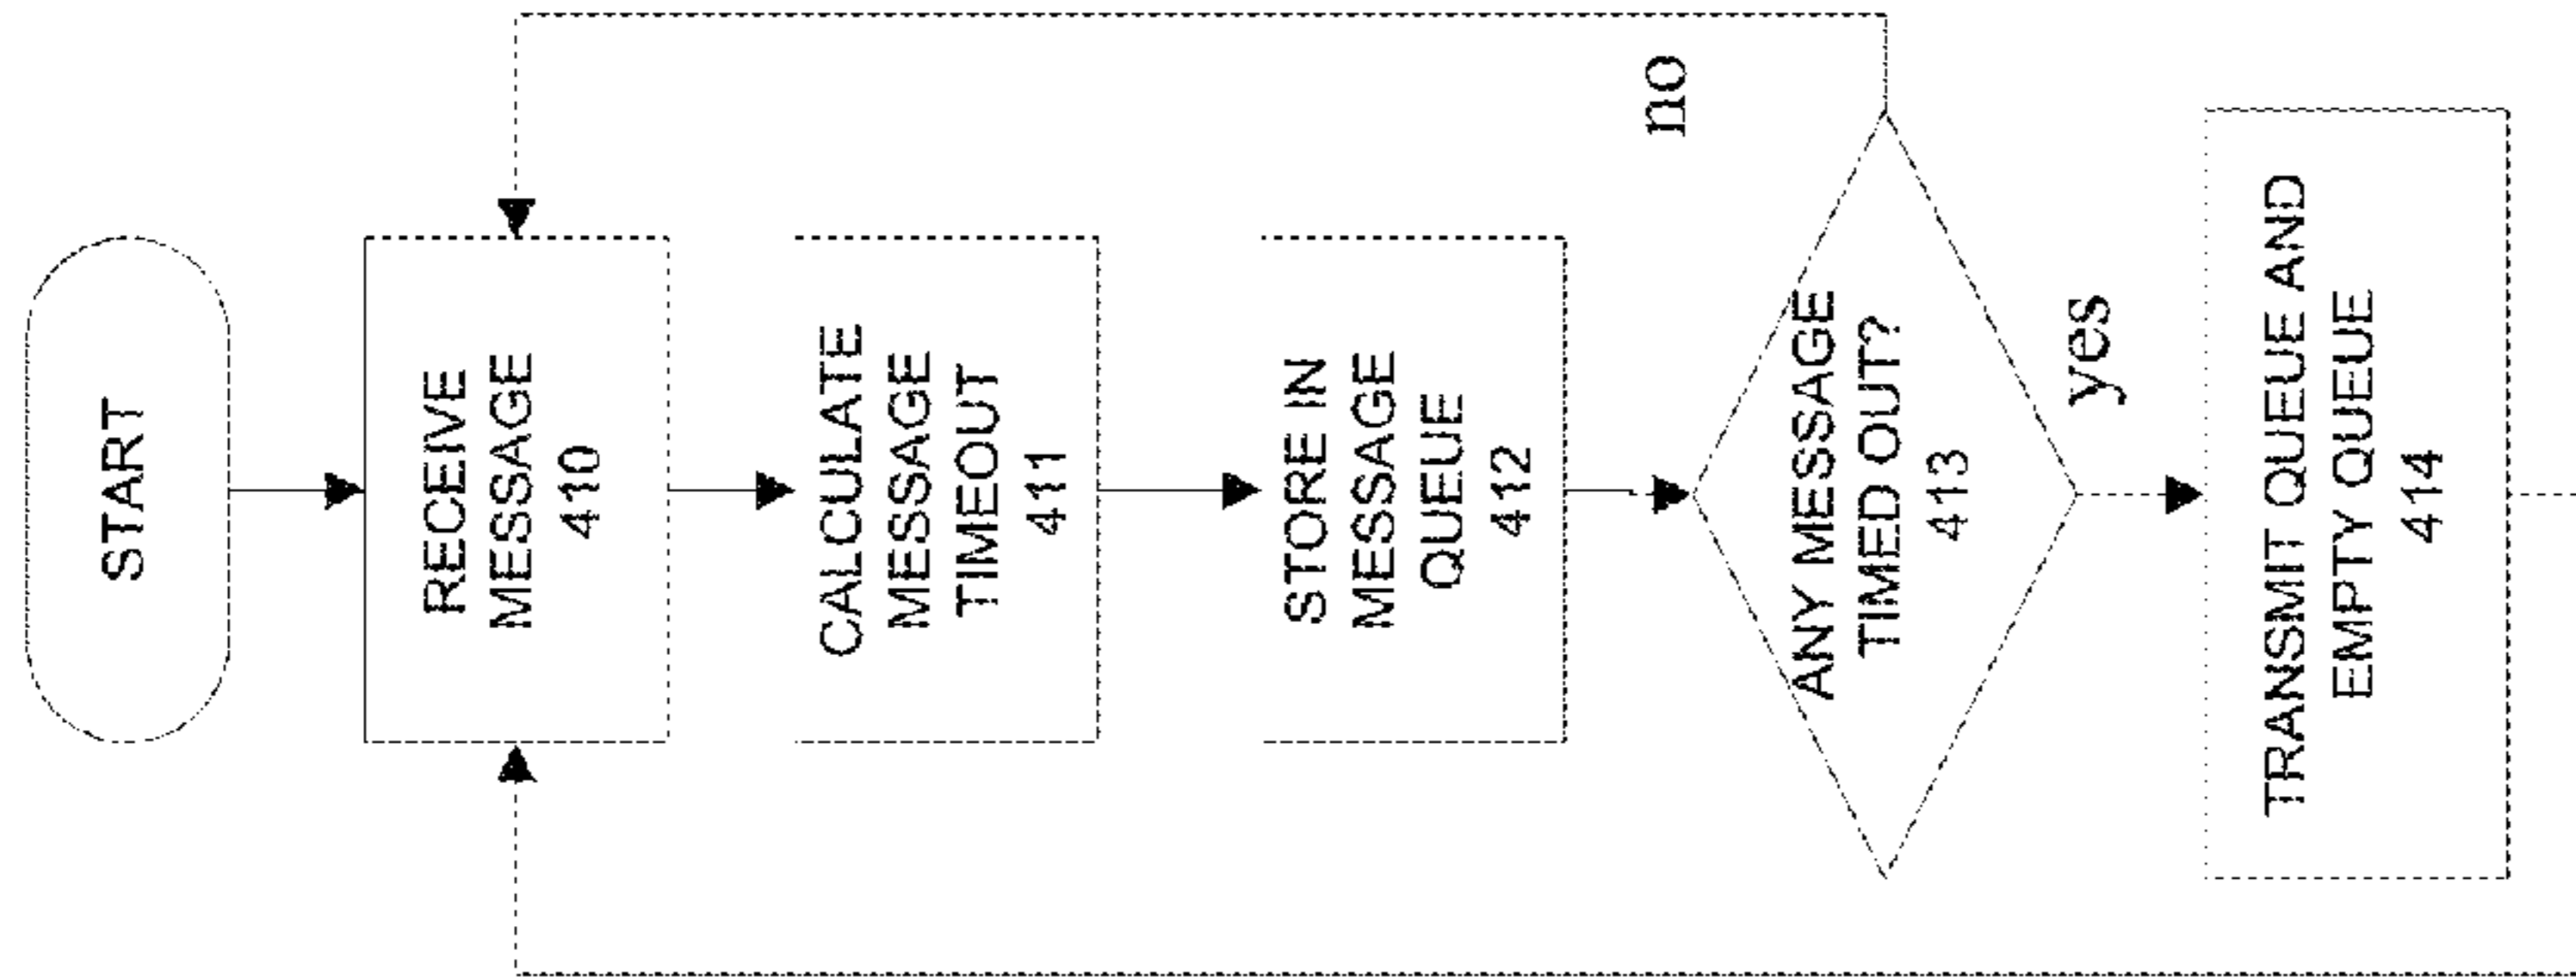 START
RECEIVE
MESSAGE
410
CALCULATE
MESSAGE
TIMEOUT
411
STORE IN
MESSAGE
QUEUE
412
ANY MESSAGE
TIMED OUT?
413
no
yes
TRANSMIT QUEUE AND
EMPTY QUEUE
414